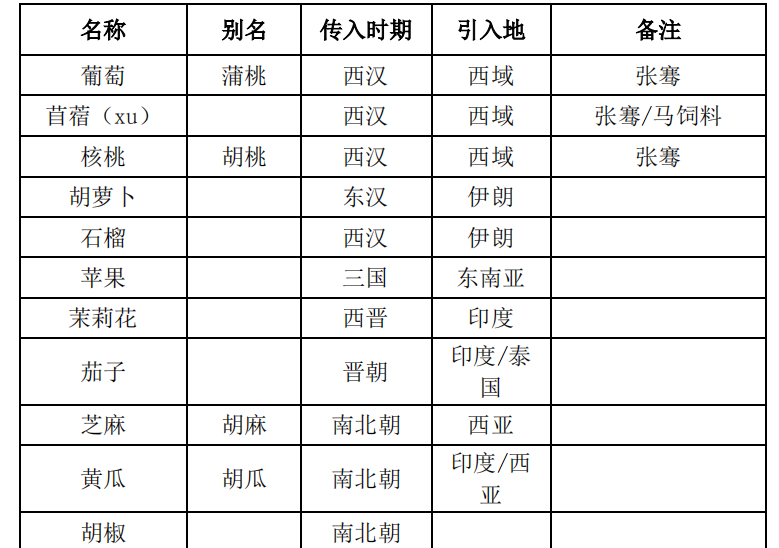 名称 别名 传入时期 引入地 备注
葡萄 蒲桃 西汉 西域 张骞
苜蓿（xu） 西汉 西域 张骞/马饲料
核桃 胡桃 西汉 西域 张骞
胡萝卜 东汉 伊朗
石榴 西汉 伊朗
苹果 三国 东南亚
茉莉花 西晋 印度
茄子 晋朝 印度/泰
国
芝麻 胡麻 南北朝 西亚
黄瓜 胡瓜 南北朝 印度/西
亚
胡椒 南北朝